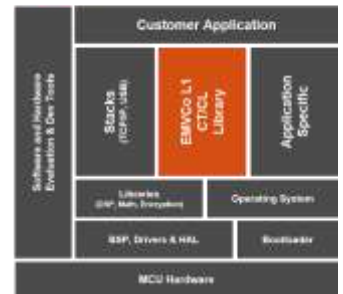 Customer Application
Software and Hardware
Evaluation & Dev Tools
Stacks
(TCP/IP, USB)
EMVCo L1
CT/CL
Library
Application
Specific
Libraries
(DSP, Math, Encryption)
Operating System
BSP, Drivers & HAL
Bootloader
MCU Hardware